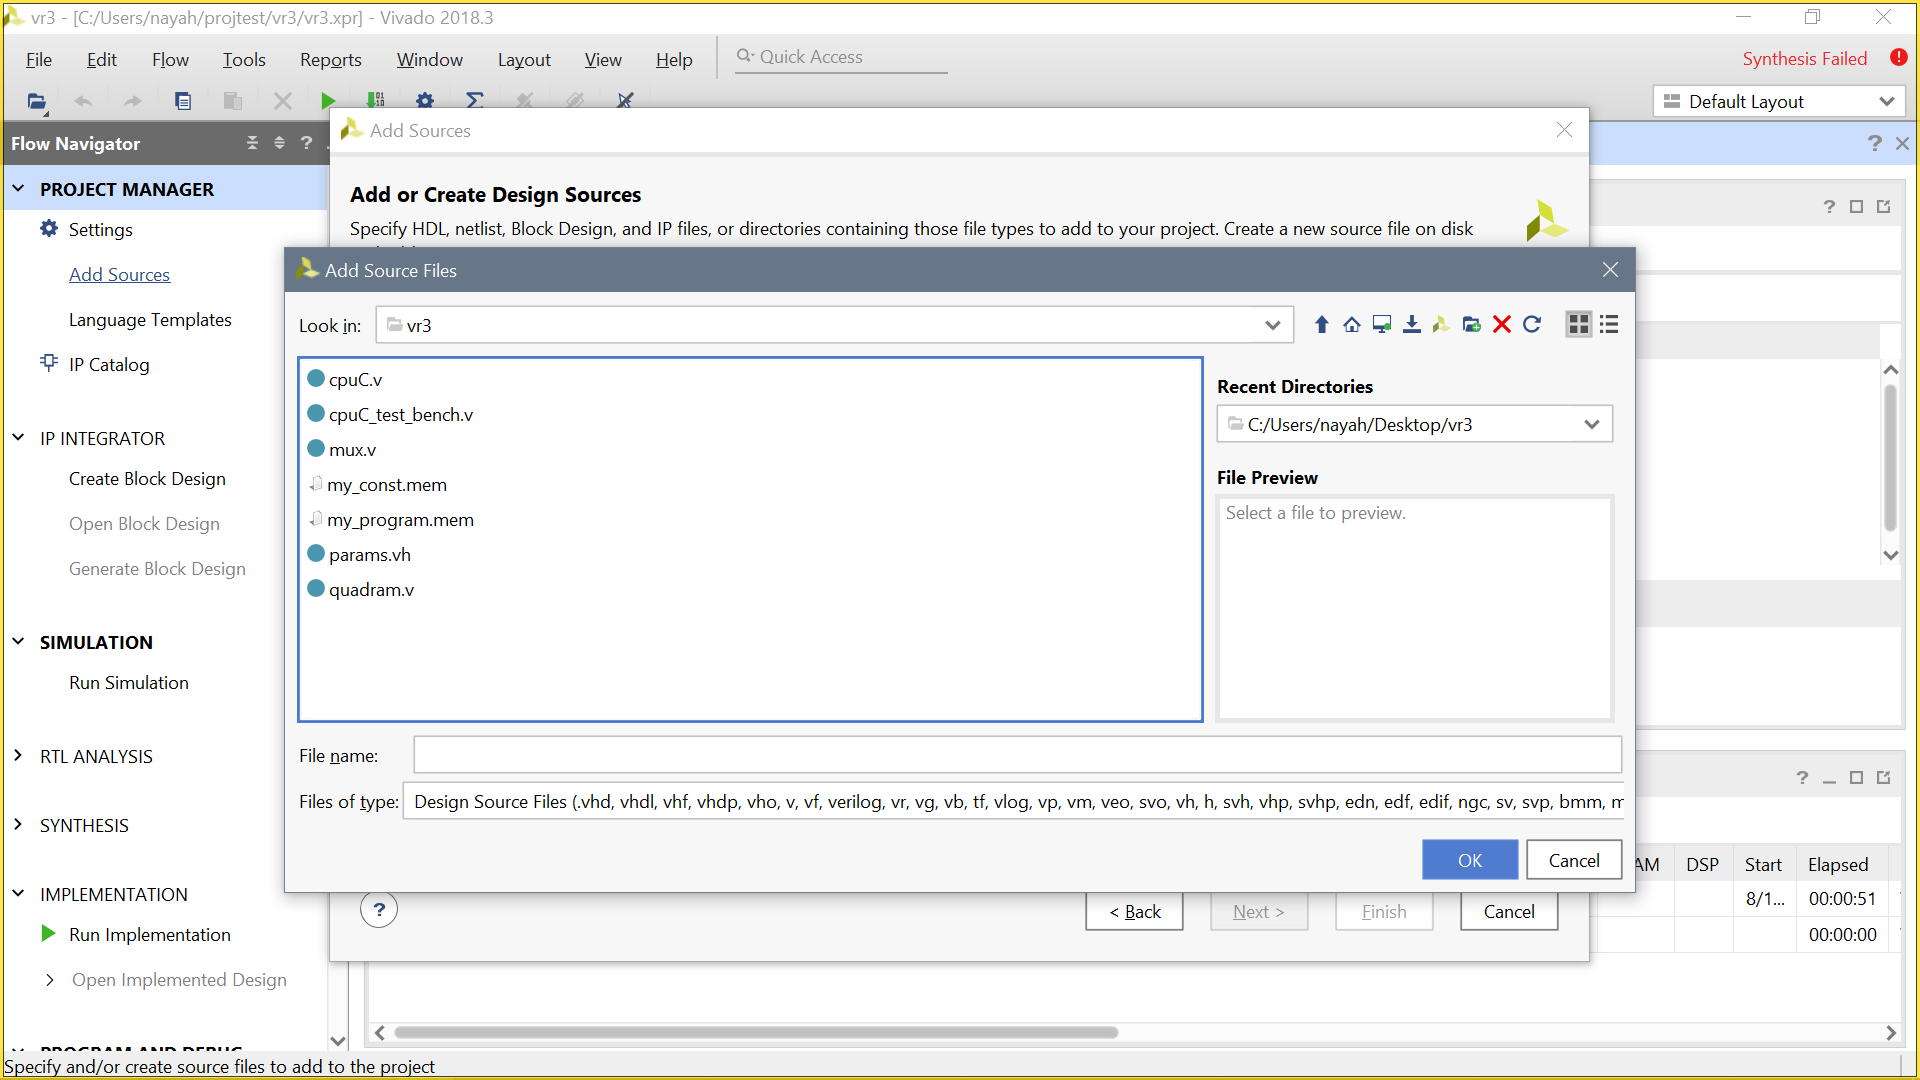 vr3 - [C:/Users/nayah/projtest/vr3/vr3.xpr] - Vivado 2018.3
File Edit Flow Tools Reports Window Layout View Help Quick Access
Synthesis Failed
Default Layout
Flow Navigator
PROJECT MANAGER
Settings
Add Sources
Language Templates
IP Catalog
IP INTEGRATOR
Create Block Design
Open Block Design
Generate Block Design
SIMULATION
Run Simulation
RTL ANALYSIS
SYNTHESIS
IMPLEMENTATION
Run Implementation
Open Implemented Design
PROGRAM AND DEBUG
Add Sources
Add or Create Design Sources
Specify HDL, netlist, Block Design, and IP files, or directories containing those file types to add to your project. Create a new source file on disk
Add Source Files
Look in: vr3
cpuC.v
cpuC_test_bench.v
mux.v
my_const.mem
my_program.mem
params.vh
quadram.v
Recent Directories
C:/Users/nayah/Desktop/vr3
File Preview
Select a file to preview.
File name:
Files of type: Design Source Files (.vhd, vhdl, vhf, vhdp, vho, v, vf, verilog, vr, vg, vb, tf, vlog, vp, vm, veo, svo, vh, h, svh, vhp, svhp, edn, edf, edif, ngc, sv, svp, bmm, m
OK Cancel
? < Back Next > Finish Cancel
AM DSP Start Elapsed
8/1... 00:00:51
00:00:00
Specify and/or create source files to add to the project